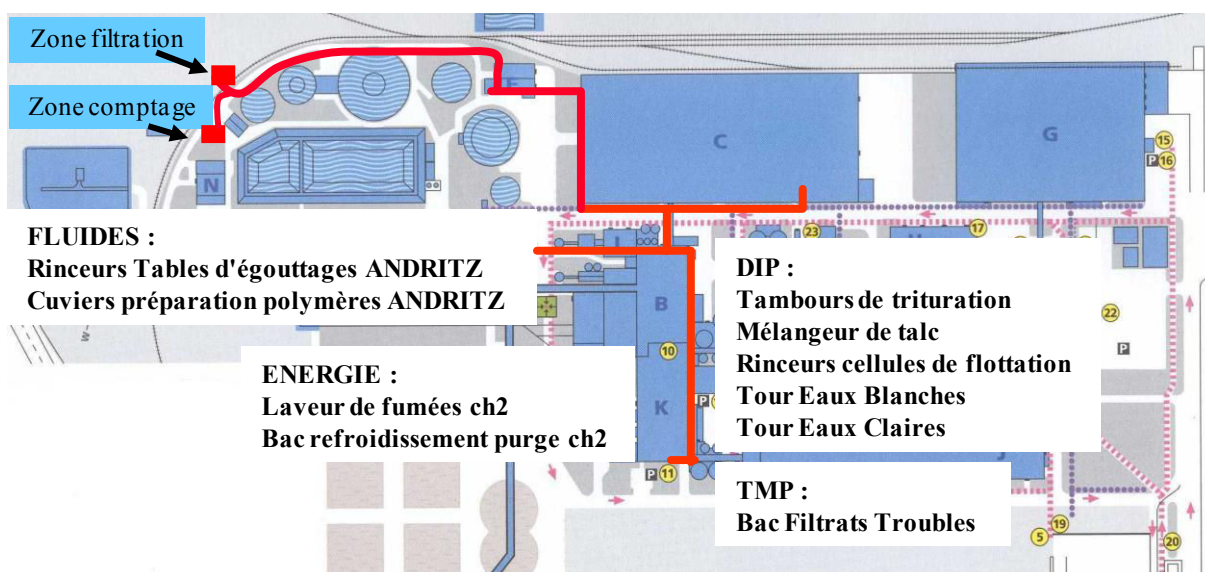 Zone filtration
Zone comptage
C
G
15
P 16
N
23
17
FLUIDES :
Rinceurs Tables d'égouttages ANDRITZ
Cuviers préparation polymères ANDRITZ
DIP :
Tambours de trituration
Mélangeur de talc
Rinceurs cellules de flottation
Tour Eaux Blanches
Tour Eaux Claires
B
22
P
10
ENERGIE :
Laveur de fumées ch2
Bac refroidissement purge ch2
K
P
P 11
TMP :
Bac Filtrats Troubles
19
5
20